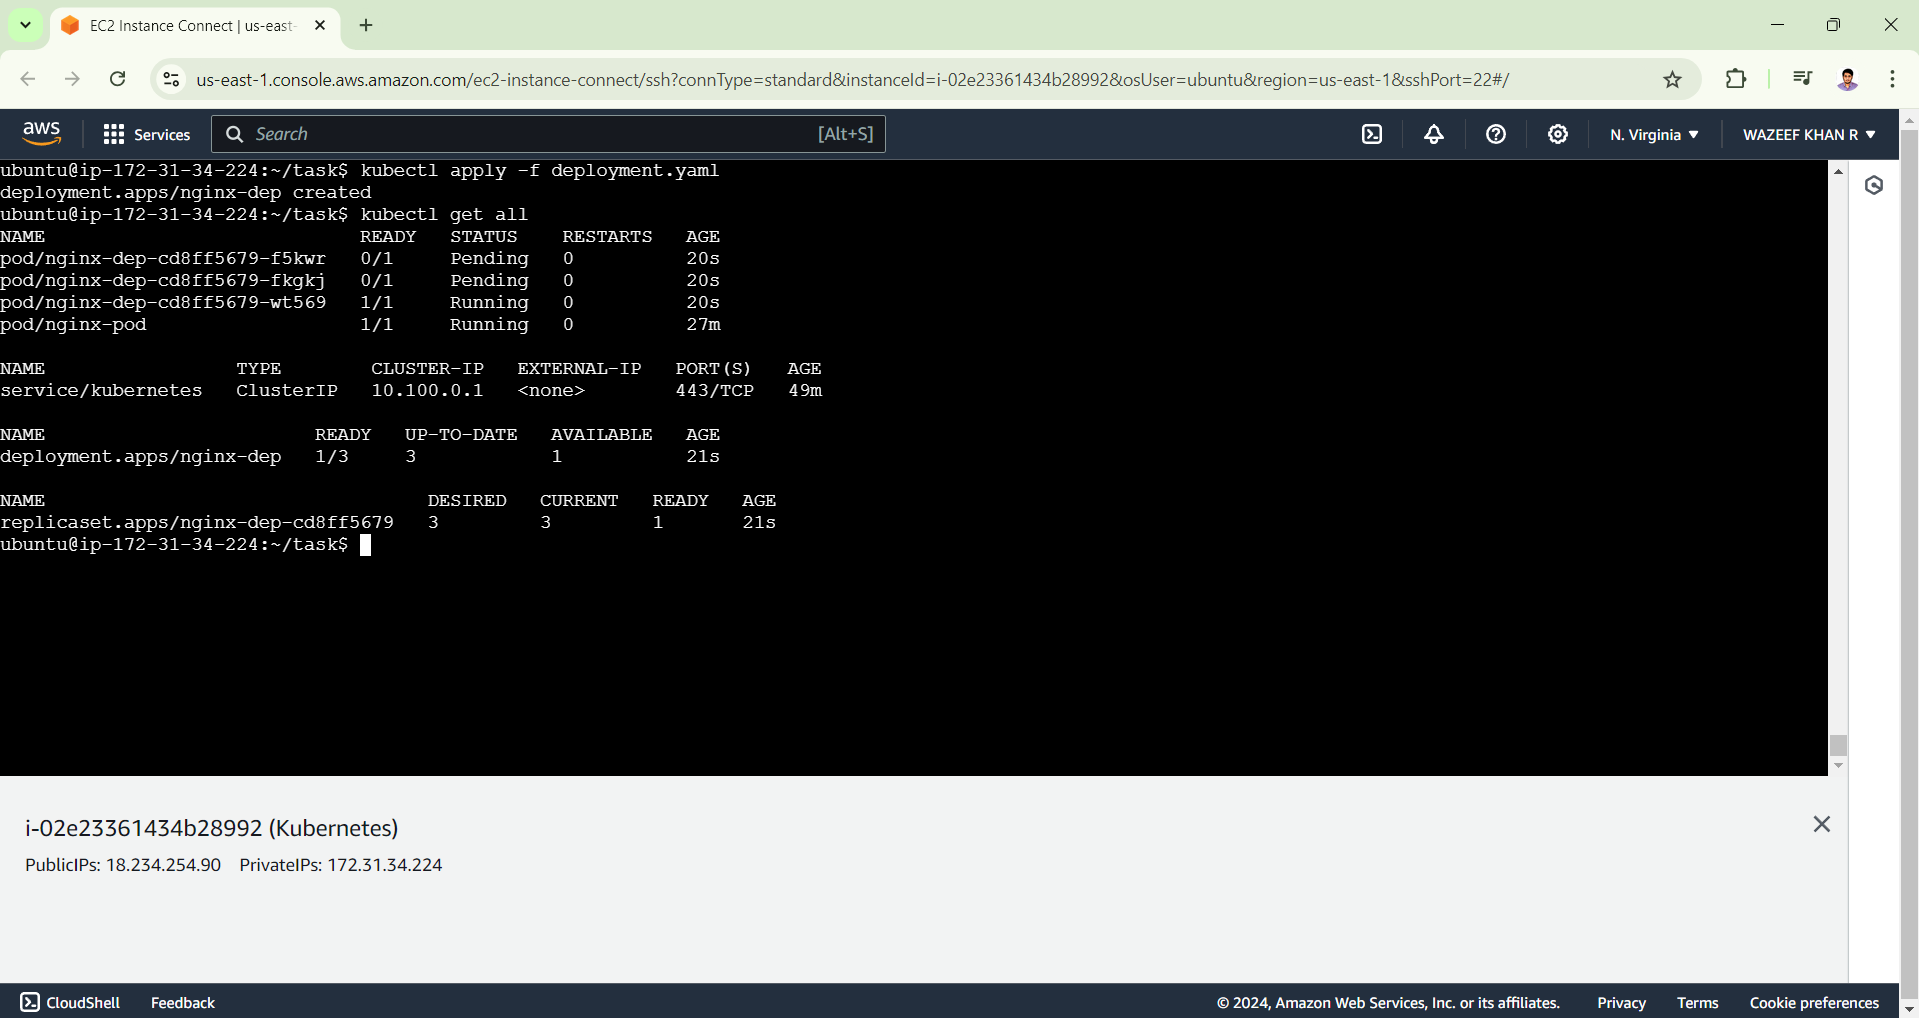 EC2 Instance Connect | us-east-
us-east-1.console.aws.amazon.com/ec2-instance-connect/ssh?connType=standard&instanceId=i-02e23361434b28992&osUser=ubuntu&region=us-east-1&sshPort=22#/
aws Services Search [Alt+S] N. Virginia WAZEEF KHAN R
ubuntu@ip-172-31-34-224:~/task$ kubectl apply -f deployment.yaml
deployment.apps/nginx-dep created
ubuntu@ip-172-31-34-224:~/task$ kubectl get all
NAME READY STATUS RESTARTS AGE
pod/nginx-dep-cd8ff5679-f5kwr 0/1 Pending 0 20s
pod/nginx-dep-cd8ff5679-fkgkj 0/1 Pending 0 20s
pod/nginx-dep-cd8ff5679-wt569 1/1 Running 0 20s
pod/nginx-pod 1/1 Running 0 27m
NAME TYPE CLUSTER-IP EXTERNAL-IP PORT(S) AGE
service/kubernetes ClusterIP 10.100.0.1 <none> 443/TCP 49m
NAME READY UP-TO-DATE AVAILABLE AGE
deployment.apps/nginx-dep 1/3 3 1 21s
NAME DESIRED CURRENT READY AGE
replicaset.apps/nginx-dep-cd8ff5679 3 3 1 21s
ubuntu@ip-172-31-34-224:~/task$
i-02e23361434b28992 (Kubernetes)
PublicIPs: 18.234.254.90 PrivateIPs: 172.31.34.224
CloudShell Feedback © 2024, Amazon Web Services, Inc. or its affiliates. Privacy Terms Cookie preferences